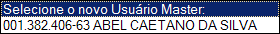 Selecione o novo Usuário Master:
001.382.406-63 ABEL CAETANO DA SILVA